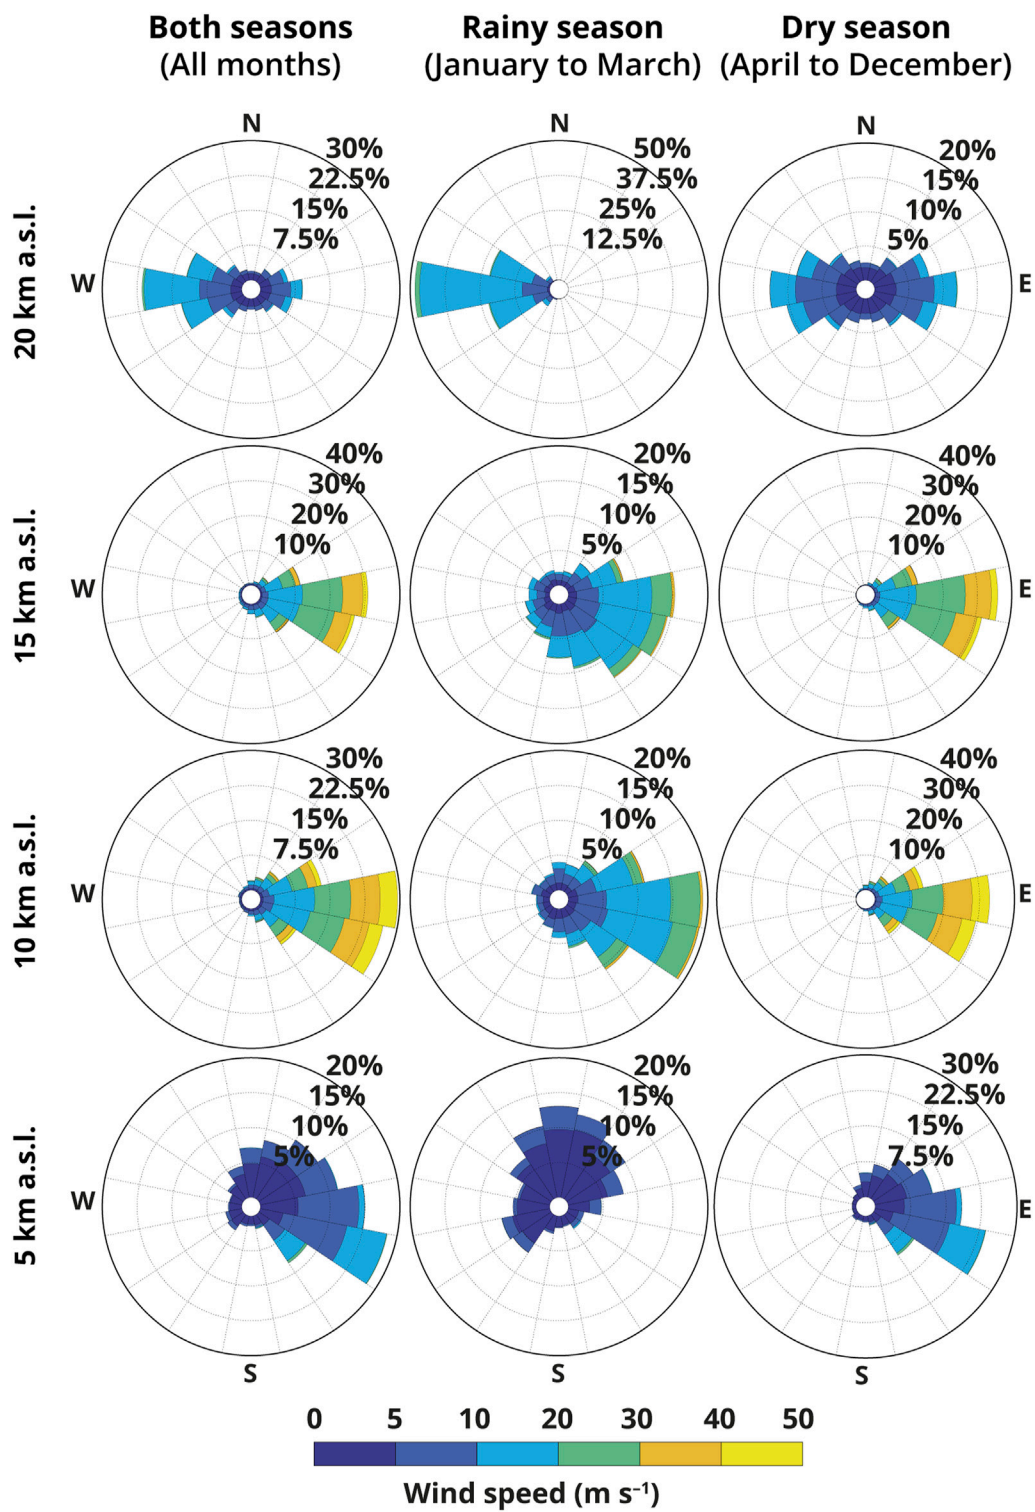 Both seasons
(All months)
Rainy season
(January to March)
Dry season
(April to December)
20 km a.s.l.
N
30%
22.5%
15%
7.5%
W
N
50%
37.5%
25%
12.5%
N
20%
15%
10%
5%
E
15 km a.s.l.
40%
30%
20%
10%
W
20%
15%
10%
5%
40%
30%
20%
10%
E
10 km a.s.l.
30%
22.5%
15%
7.5%
W
20%
15%
10%
5%
40%
30%
20%
10%
E
5 km a.s.l.
20%
15%
10%
5%
W
S
20%
15%
10%
5%
S
30%
22.5%
15%
7.5%
E
S
0 5 10 20 30 40 50
Wind speed (m s⁻¹)